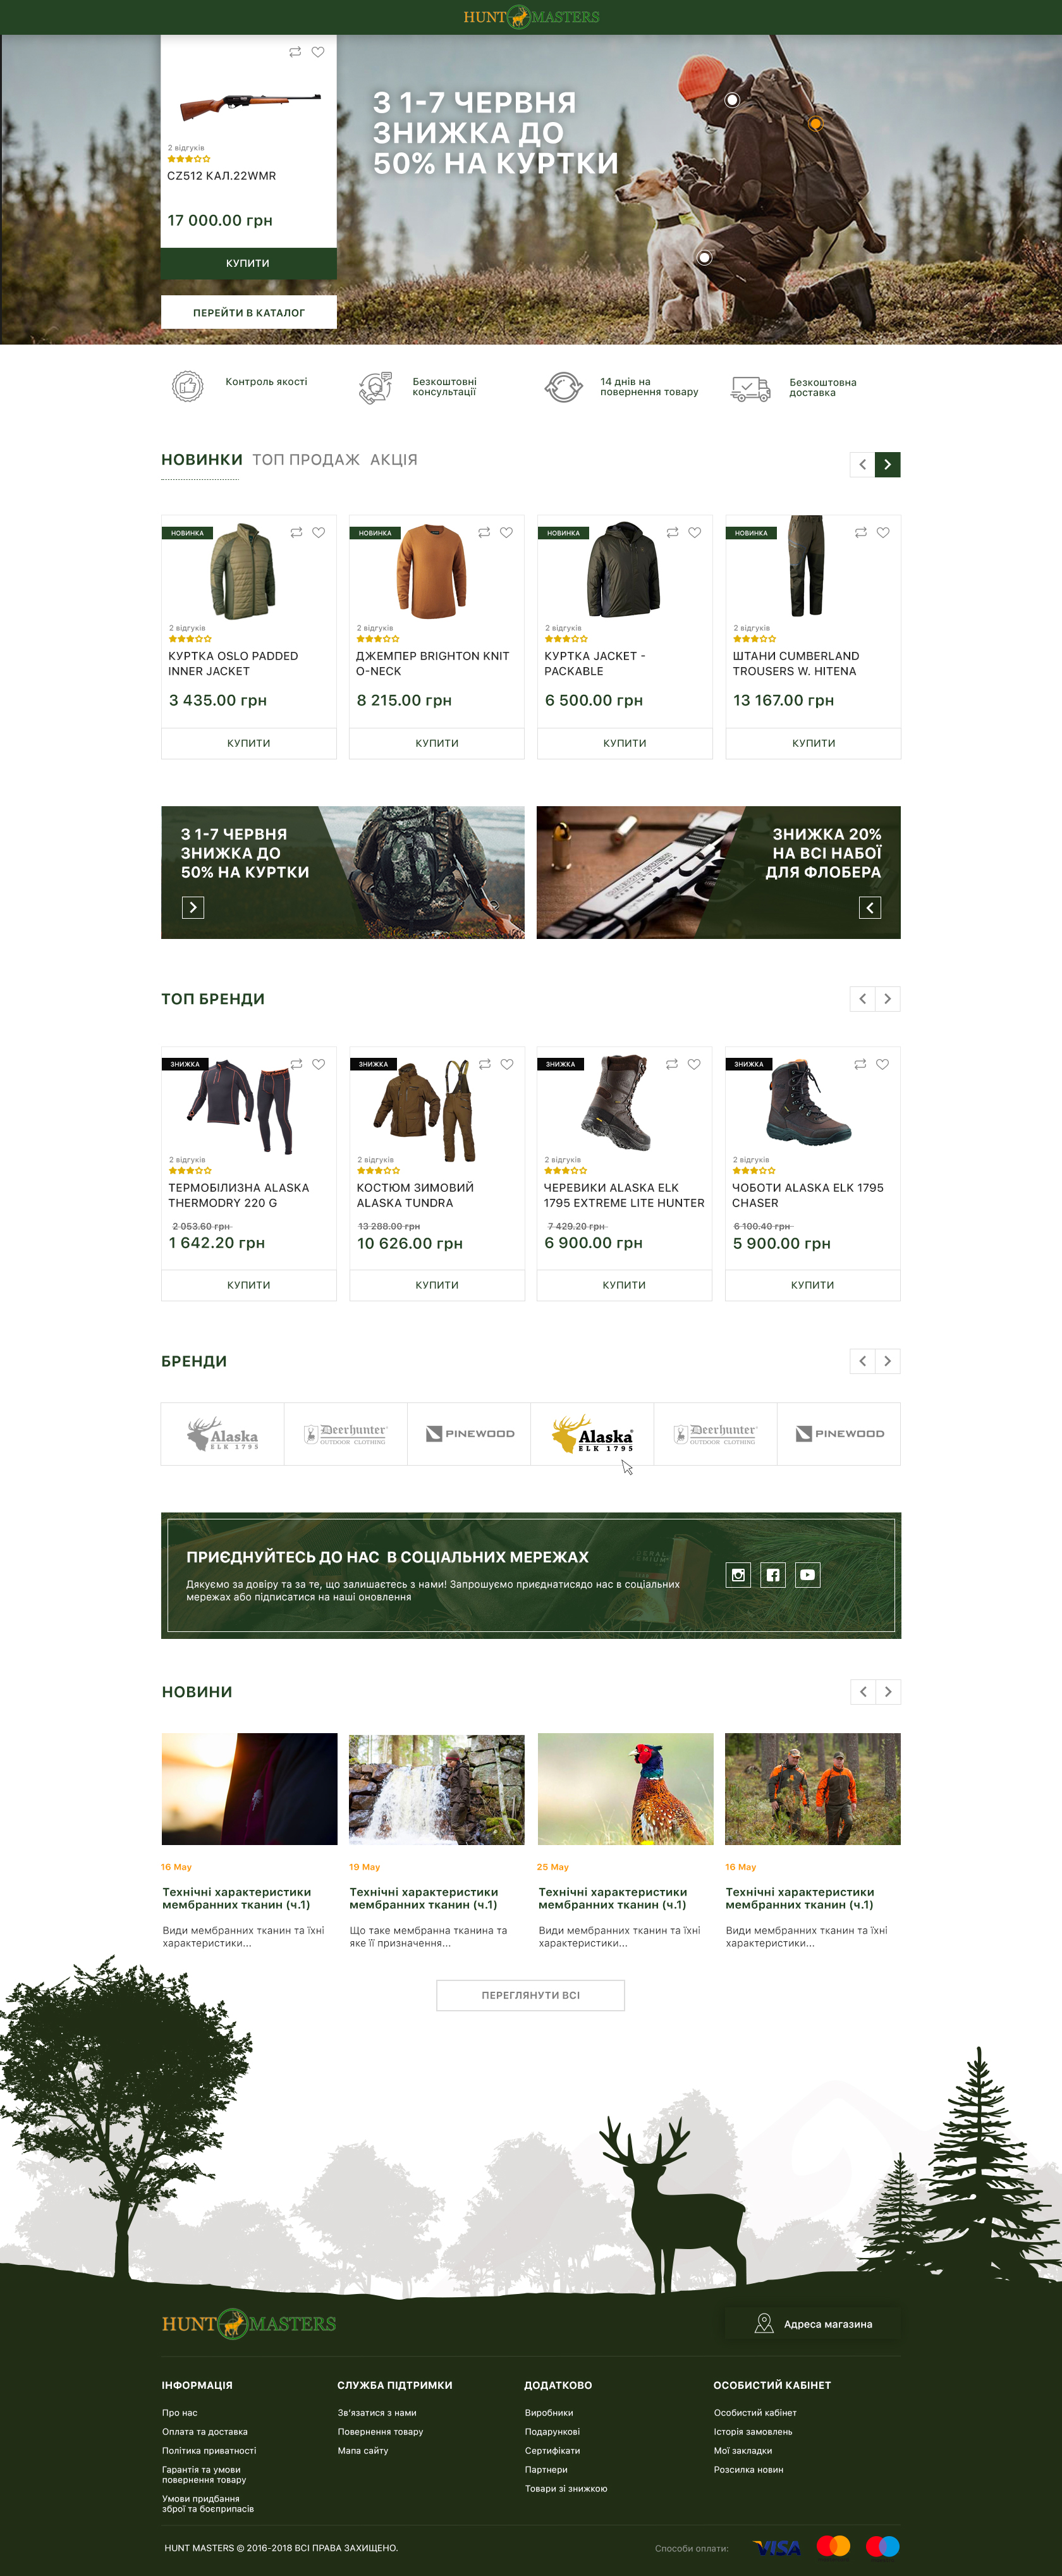 HUNT MASTERS
З 1-7 ЧЕРВНЯ
ЗНИЖКА ДО
50% НА КУРТКИ
2 відгуків
CZ512 КАЛ.22WMR
17 000.00 грн
КУПИТИ
ПЕРЕЙТИ В КАТАЛОГ
Контроль якості
Безкоштовні
консультації
14 днів на
повернення товару
Безкоштовна
доставка
НОВИНКИ ТОП ПРОДАЖ АКЦІЯ
НОВИНКА
2 відгуків
КУРТКА OSLO PADDED
INNER JACKET
3 435.00 грн
КУПИТИ
НОВИНКА
2 відгуків
ДЖЕМПЕР BRIGHTON KNIT
O-NECK
8 215.00 грн
КУПИТИ
НОВИНКА
2 відгуків
КУРТКА JACKET -
PACKABLE
6 500.00 грн
КУПИТИ
НОВИНКА
2 відгуків
ШТАНИ CUMBERLAND
TROUSERS W. HITENA
13 167.00 грн
КУПИТИ
З 1-7 ЧЕРВНЯ
ЗНИЖКА ДО
50% НА КУРТКИ
ЗНИЖКА 20%
НА ВСІ НАБОЇ
ДЛЯ ФЛОБЕРА
ТОП БРЕНДИ
ЗНИЖКА
2 відгуків
ТЕРМОБІЛИЗНА ALASKA
THERMODRY 220 G
2 053.60 грн
1 642.20 грн
КУПИТИ
ЗНИЖКА
2 відгуків
КОСТЮМ ЗИМОВИЙ
ALASKA TUNDRA
13 288.00 грн
10 626.00 грн
КУПИТИ
ЗНИЖКА
2 відгуків
ЧЕРЕВИКИ ALASKA ELK
1795 EXTREME LITE HUNTER
7 429.20 грн
6 900.00 грн
КУПИТИ
ЗНИЖКА
2 відгуків
ЧОБОТИ ALASKA ELK 1795
CHASER
6 100.40 грн
5 900.00 грн
КУПИТИ
БРЕНДИ
Alaska
ELK 1795
Deerhunter
OUTDOOR CLOTHING
PINEWOOD
Alaska
ELK 1795
Deerhunter
OUTDOOR CLOTHING
PINEWOOD
ПРИЄДНУЙТЕСЬ ДО НАС В СОЦІАЛЬНИХ МЕРЕЖАХ
Дякуємо за довіру та за те, що залишаєтесь з нами! Запрошуємо приєднатисядо нас в соціальних
мережах або підписатися на наші оновлення
НОВИНИ
16 May
Технічні характеристики
мембранних тканин (ч.1)
Види мембранних тканин та їхні
характеристики...
19 May
Технічні характеристики
мембранних тканин (ч.1)
Що таке мембранна тканина та
яке її призначення...
25 May
Технічні характеристики
мембранних тканин (ч.1)
Види мембранних тканин та їхні
характеристики...
16 May
Технічні характеристики
мембранних тканин (ч.1)
Види мембранних тканин та їхні
характеристики...
ПЕРЕГЛЯНУТИ ВСІ
HUNT MASTERS
Адреса магазина
ІНФОРМАЦІЯ
Про нас
Оплата та доставка
Політика приватності
Гарантія та умови
повернення товару
Умови придбання
зброї та боєприпасів
СЛУЖБА ПІДТРИМКИ
Зв'язатися з нами
Повернення товару
Мапа сайту
ДОДАТКОВО
Виробники
Подарункові
Сертифікати
Партнери
Товари зі знижкою
ОСОБИСТИЙ КАБІНЕТ
Особистий кабінет
Історія замовлень
Мої закладки
Розсилка новин
HUNT MASTERS © 2016-2018 ВСІ ПРАВА ЗАХИЩЕНО.
Способи оплати:
VISA